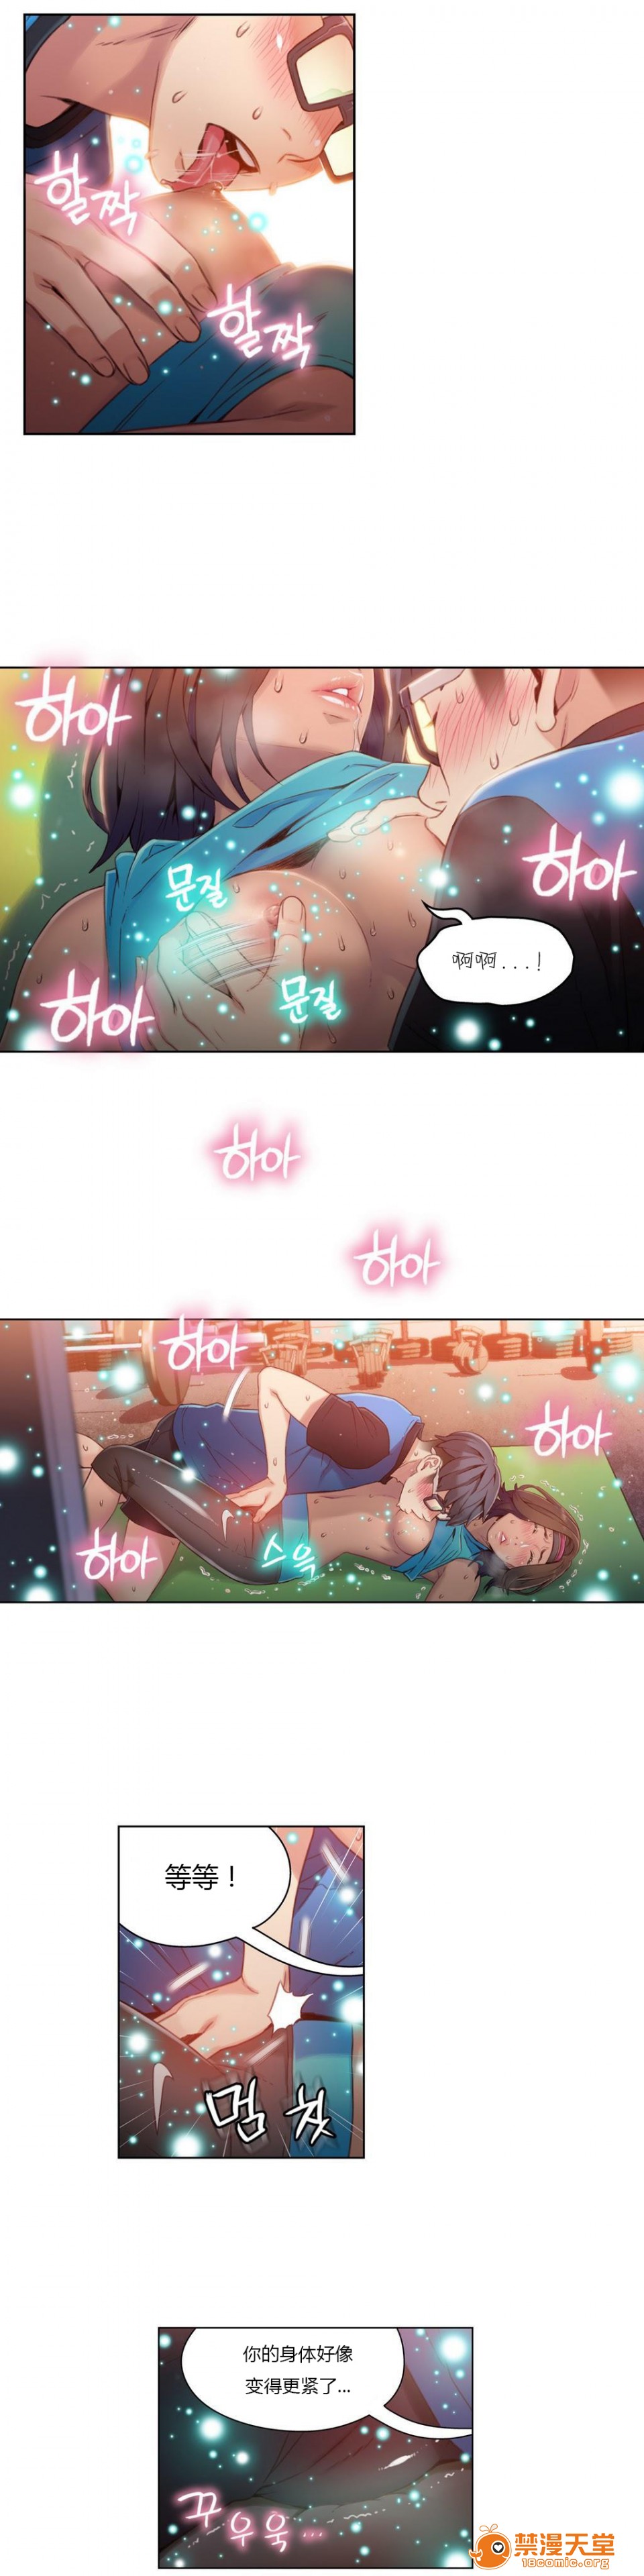 할짝
할짝
하아
문질
하아
啊啊...!
하아
문질
하아
하아
하아
하아
스윽
하아
等等！
멈칫
你的身体好像
变得更紧了...
꾸우욱...
禁漫天堂
18comic.org